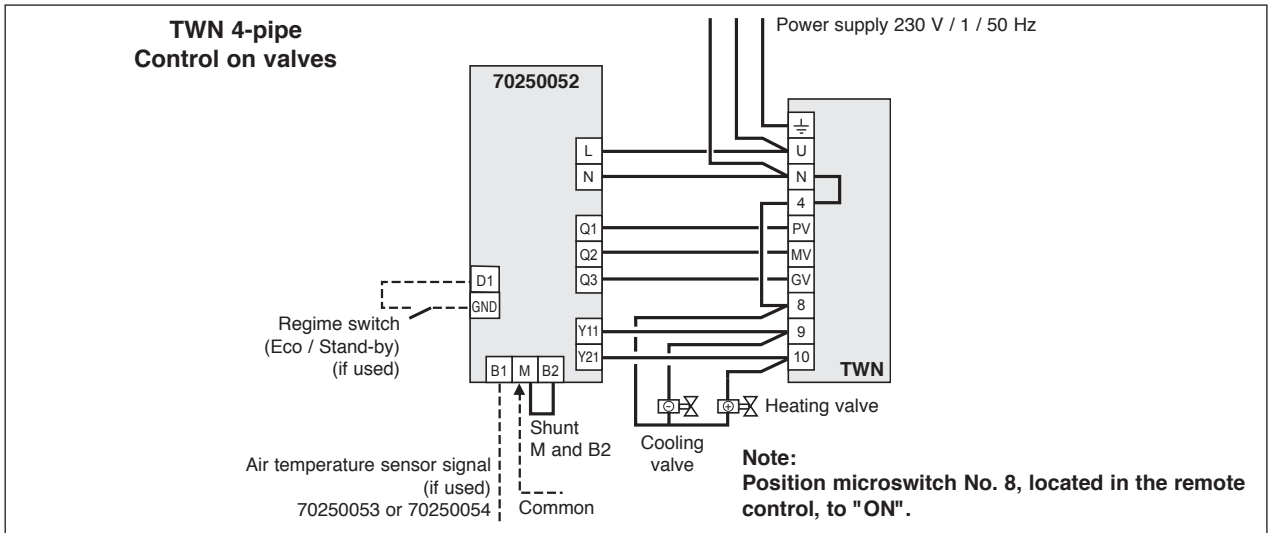 TWN 4-pipe
Control on valves
Power supply 230 V / 1 / 50 Hz
70250052
L
N
Q1
Q2
Q3
D1
GND
Y11
Y21
B1 M B2
U
N
4
PV
MV
GV
8
9
10
TWN
Regime switch
(Eco / Stand-by)
(if used)
Shunt
M and B2
Cooling
valve
Heating valve
Air temperature sensor signal
(if used)
70250053 or 70250054
Common
Note:
Position microswitch No. 8, located in the remote
control, to "ON".